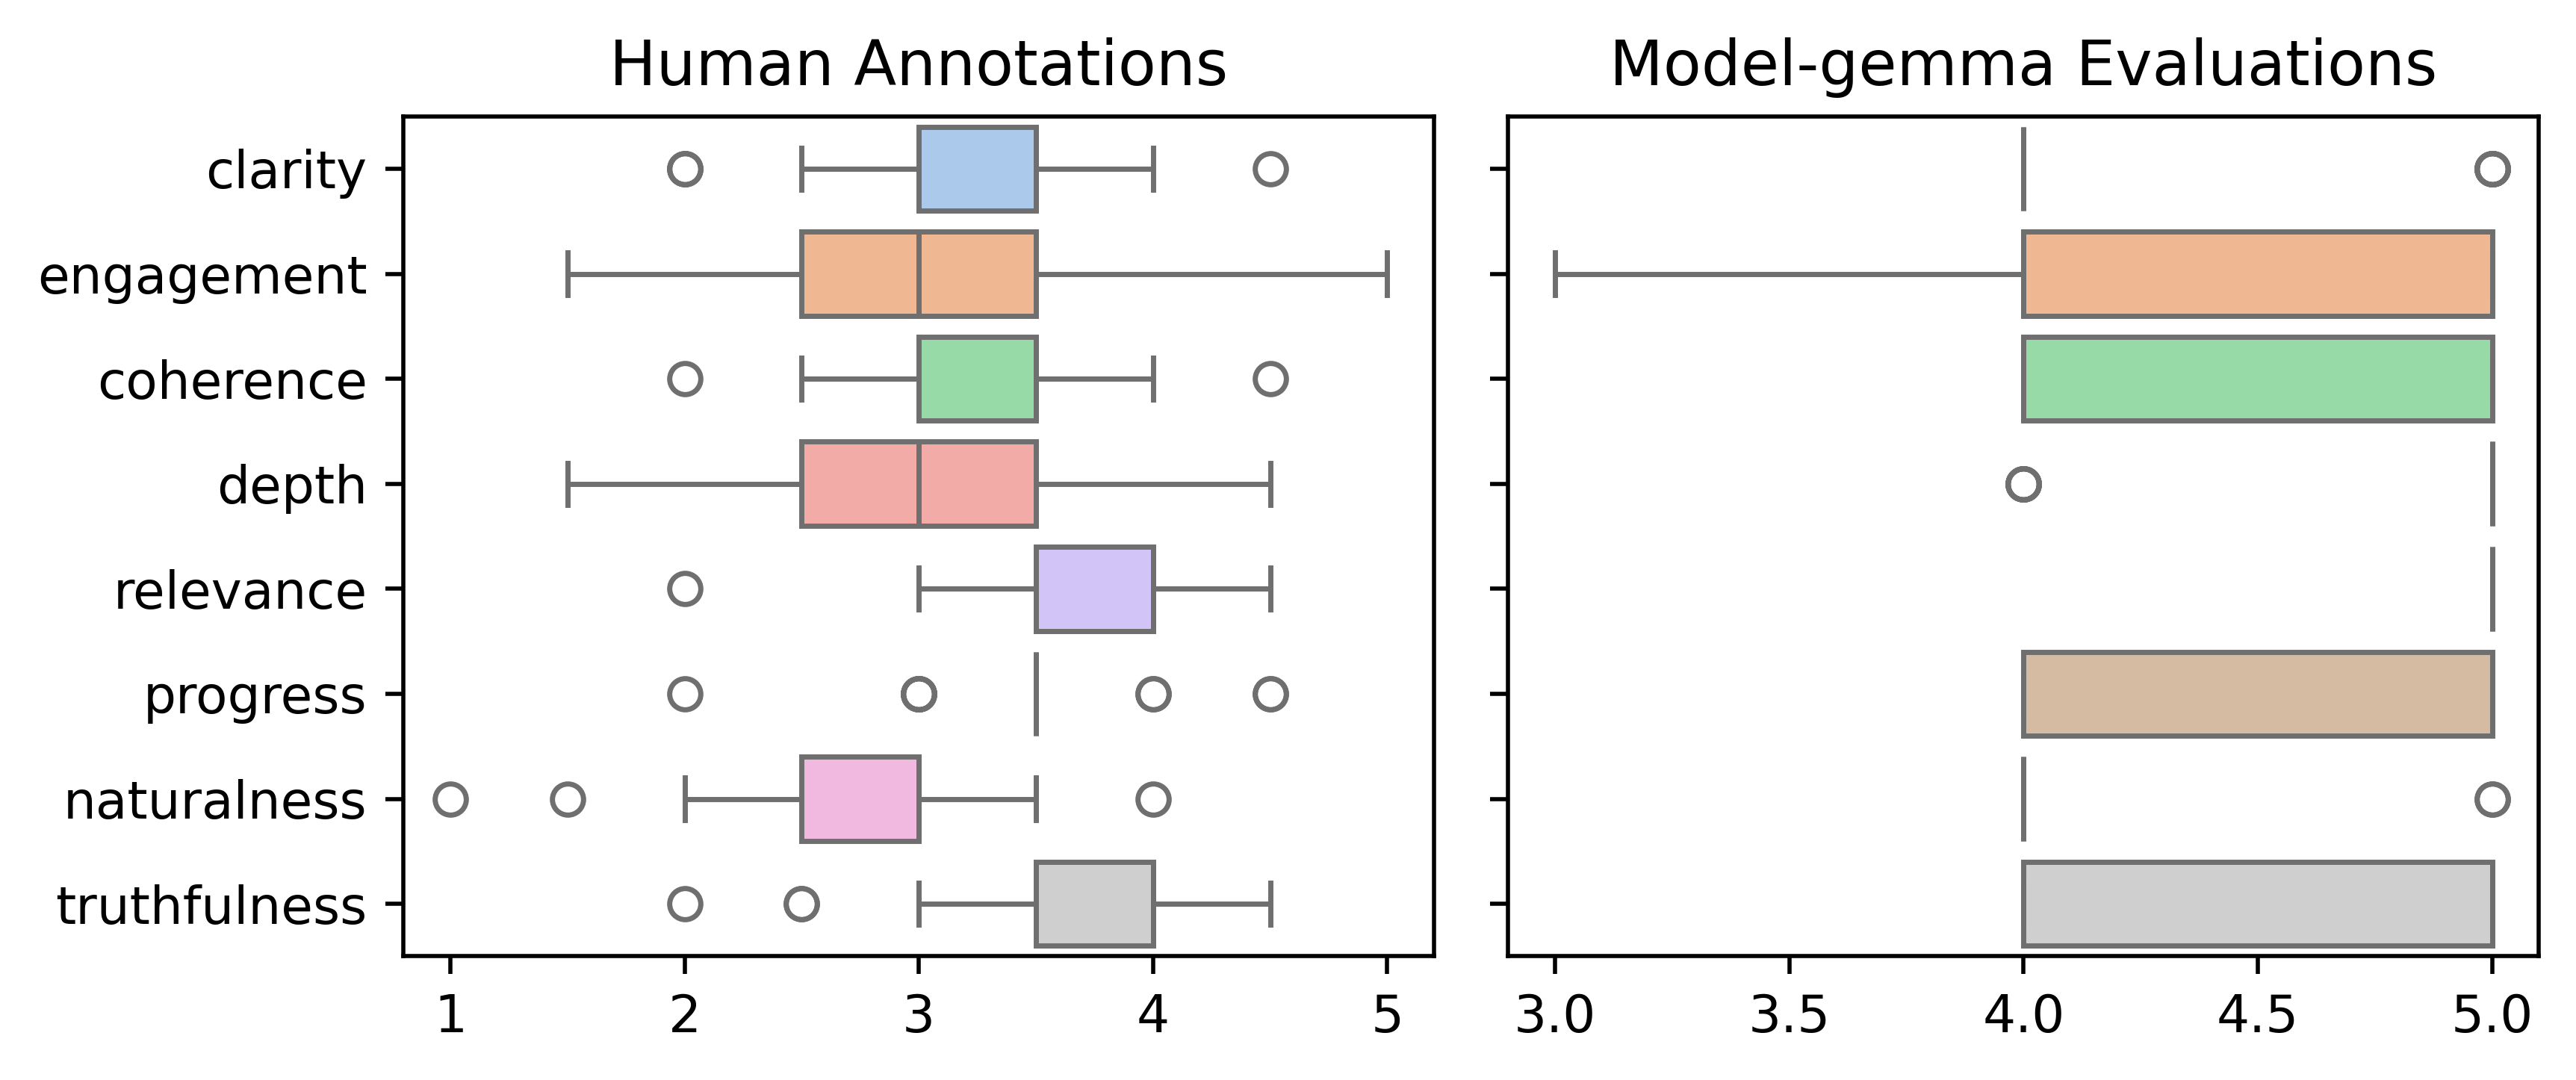 Human Annotations
Model-gemma Evaluations
clarity
engagement
coherence
depth
relevance
progress
naturalness
truthfulness
1 2 3 4 5
3.0 3.5 4.0 4.5 5.0